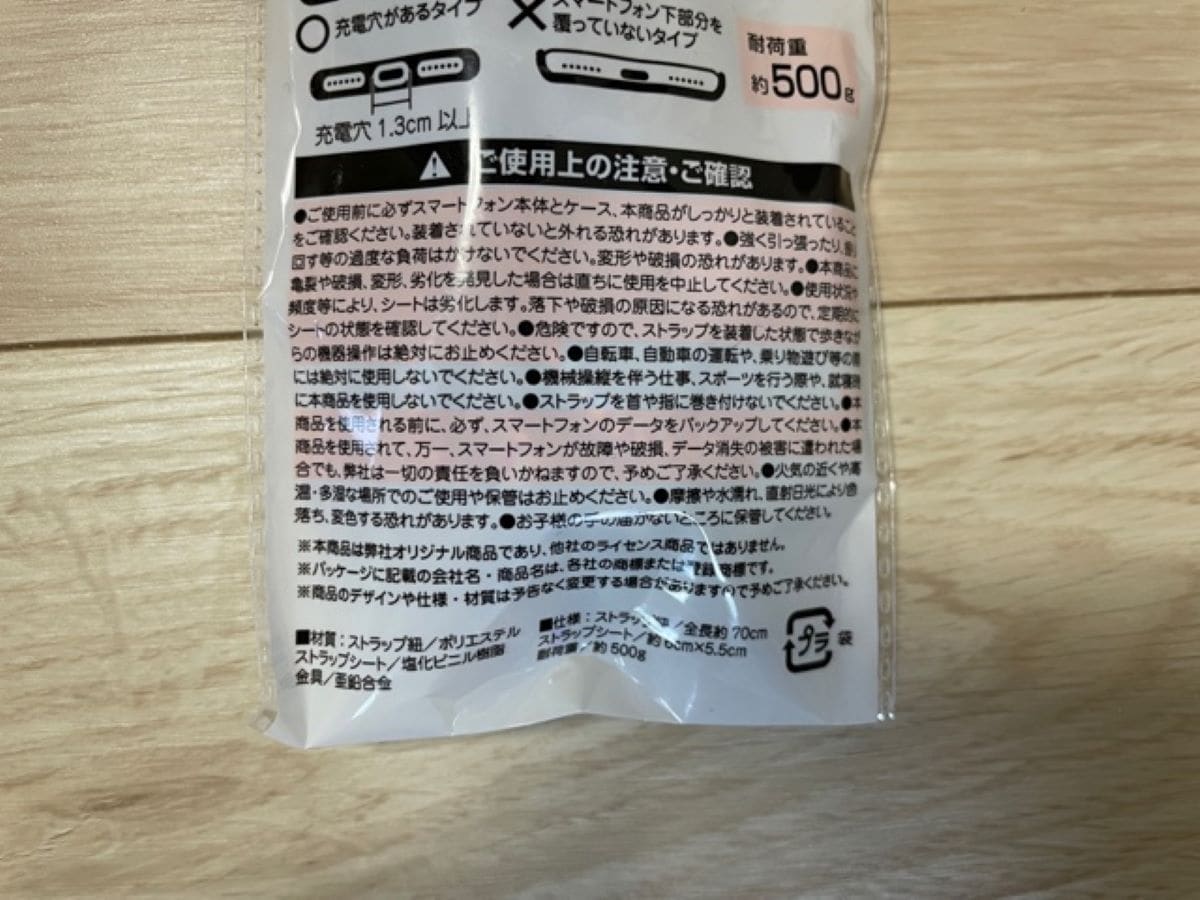 充電穴があるタイプ
スマートフォン下部分を
覆っていないタイプ
耐荷重
約500g
充電穴 1.3cm 以上
ご使用上の注意・ご確認
●ご使用前に必ずスマートフォン本体とケース、本商品がしっかりと装着されていること
をご確認ください。装着されていないと外れる恐れがあります。●強く引っ張ったり、振り
回す等の過度な負荷はかけないでください。変形や破損の恐れがあります。●本商品に
亀裂や破損、変形、劣化を発見した場合は直ちに使用を中止してください。●使用状況や
頻度等により、シートは劣化します。落下や破損の原因になる恐れがあるので、定期的に
シートの状態を確認してください。●危険ですので、ストラップを装着した状態で歩きなが
らの機器操作は絶対にお止めください。●自転車、自動車の運転や、乗り物遊び等の際
には絶対に使用しないでください。●機械操縦を伴う仕事、スポーツを行う際や、就寝時
に本商品を使用しないでください。●ストラップを首や指に巻き付けないでください。●本
商品を使用される前に、必ず、スマートフォンのデータをバックアップしてください。●本
商品を使用されて、万一、スマートフォンが故障や破損、データ消失の被害に遭われた場
合でも、弊社は一切の責任を負いかねますので、予めご了承ください。●火気の近くや高
温・多湿な場所でのご使用や保管はお止めください。●摩擦や水濡れ、直射日光により色
落ち、変色する恐れがあります。●お子様の手の届かないところに保管してください。
※本商品は弊社オリジナル商品であり、他社のライセンス商品ではありません。
※パッケージに記載の会社名・商品名は、各社の商標または登録商標です。
※商品のデザインや仕様・材質は予告なく変更する場合がありますので予めご了承ください。
■材質：ストラップ紐／ポリエステル
ストラップシート／塩化ビニル樹脂
金具／亜鉛合金
■仕様：ストラップ紐／全長約70cm
ストラップシート／約6cm×5.5cm
耐荷重／約500g
プラ 袋